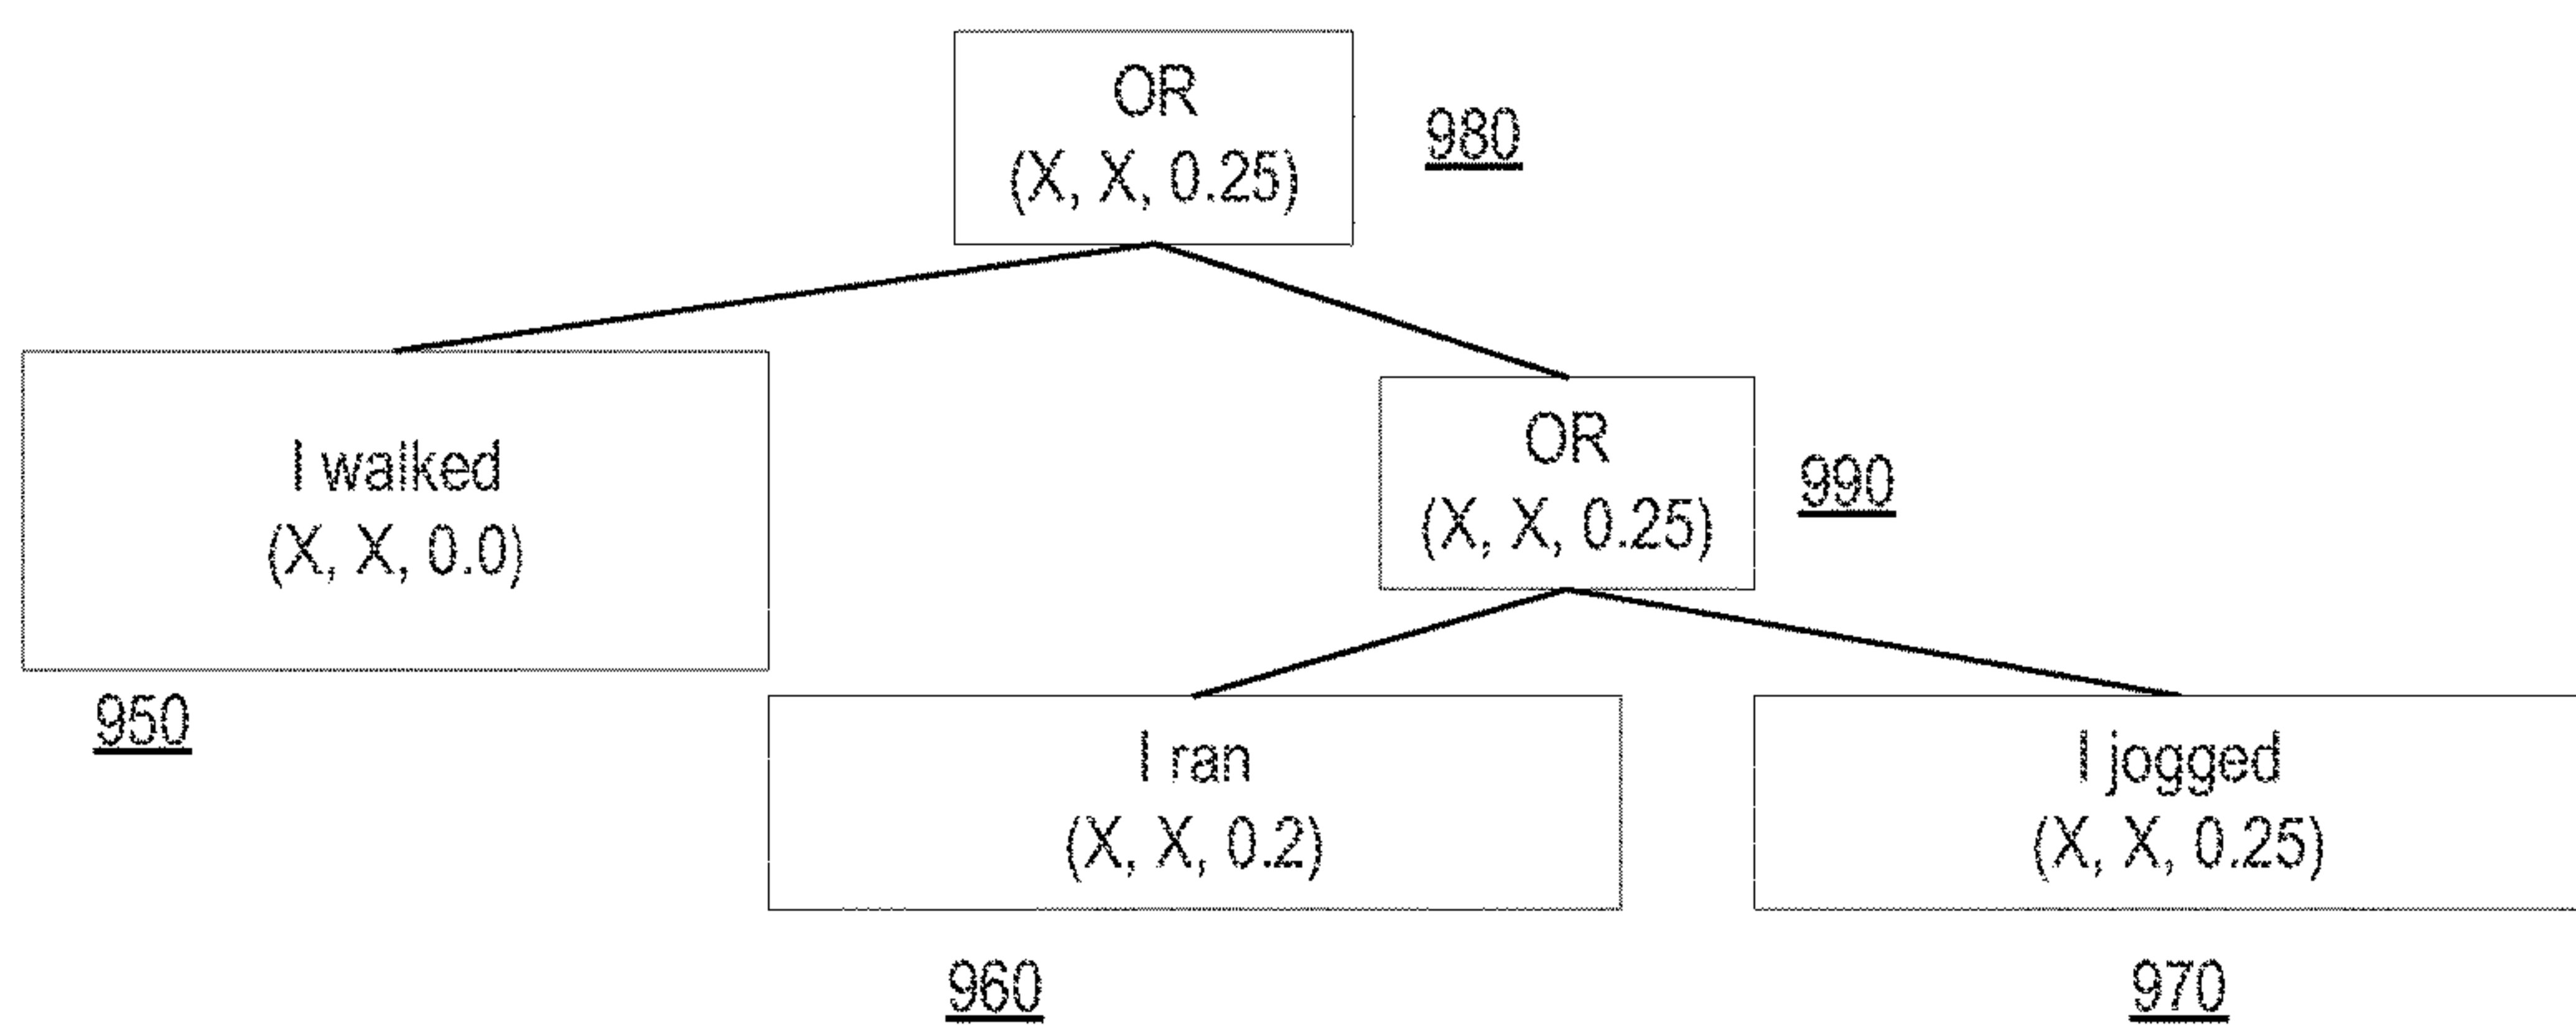 OR
(X, X, 0.25)
980
I walked
(X, X, 0.0)
950
OR
(X, X, 0.25)
990
I ran
(X, X, 0.2)
960
I jogged
(X, X, 0.25)
970